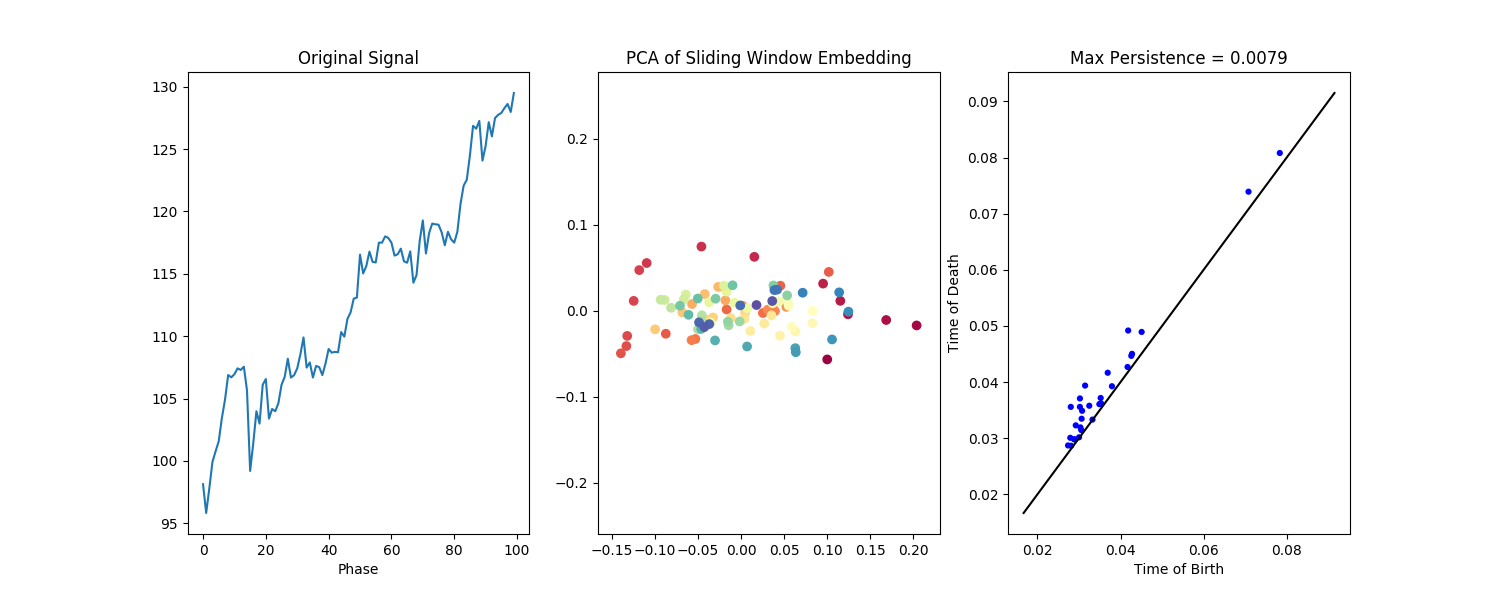 Original Signal
130
125
120
115
110
105
100
95
0 20 40 60 80 100
Phase
PCA of Sliding Window Embedding
0.2
0.1
0.0
−0.1
−0.2
−0.15 −0.10 −0.05 0.00 0.05 0.10 0.15 0.20
Max Persistence = 0.0079
Time of Death
0.09
0.08
0.07
0.06
0.05
0.04
0.03
0.02
0.02 0.04 0.06 0.08
Time of Birth